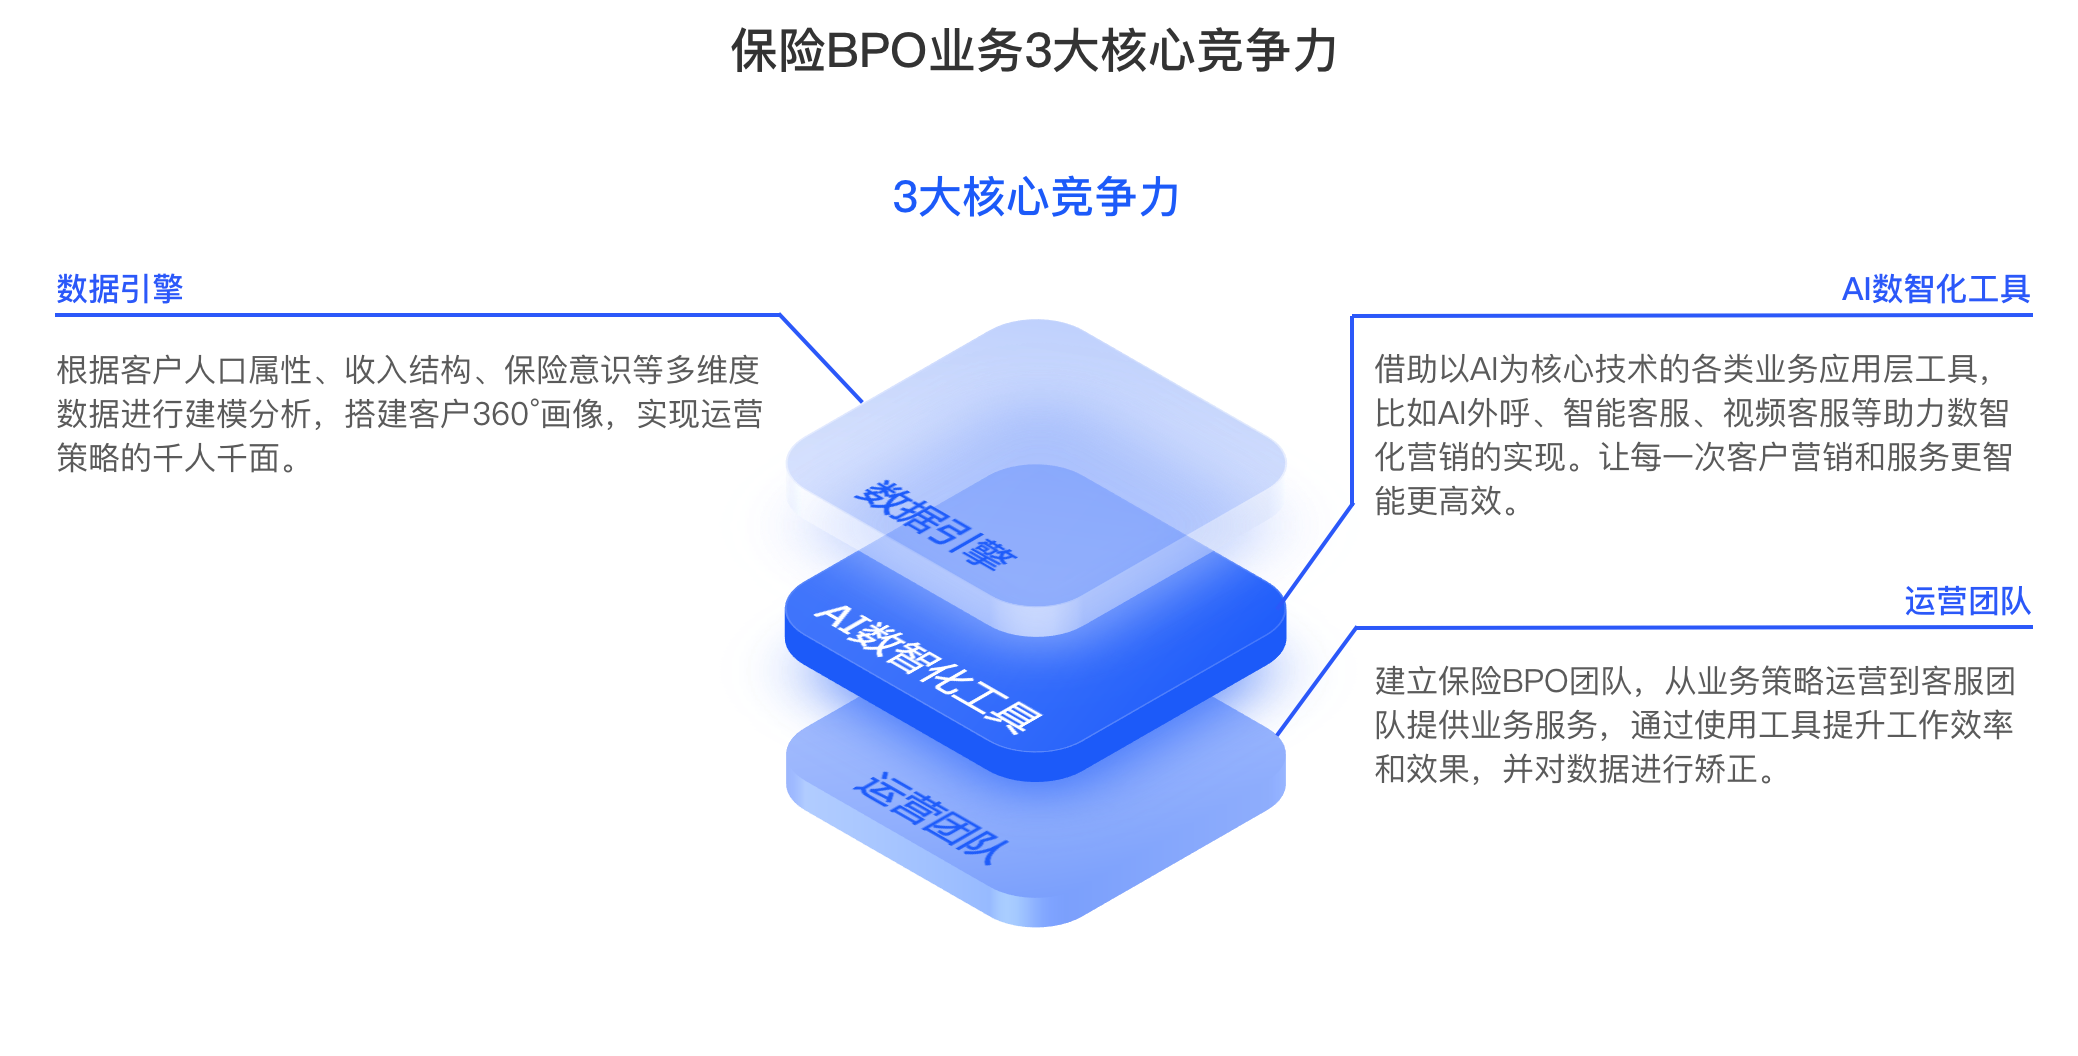 保险BPO业务3大核心竞争力
3大核心竞争力
数据引擎
根据客户人口属性、收入结构、保险意识等多维度
数据进行建模分析，搭建客户360°画像，实现运营
策略的千人千面。
AI数智化工具
借助以AI为核心技术的各类业务应用层工具，
比如AI外呼、智能客服、视频客服等助力数智
化营销的实现。让每一次客户营销和服务更智
能更高效。
运营团队
建立保险BPO团队，从业务策略运营到客服团
队提供业务服务，通过使用工具提升工作效率
和效果，并对数据进行矫正。
数据引擎
AI数智化工具
运营团队